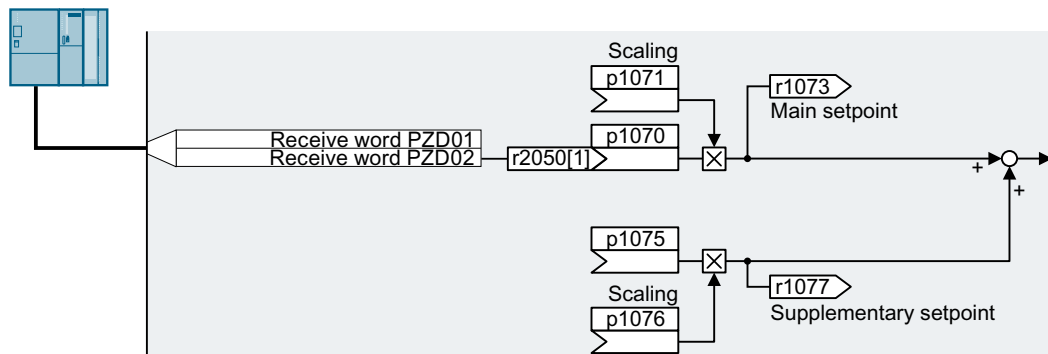 Scaling
p1071
r1073
Main setpoint
Receive word PZD01
p1070
Receive word PZD02
r2050[1]
+
+
p1075
r1077
Scaling
Supplementary setpoint
p1076